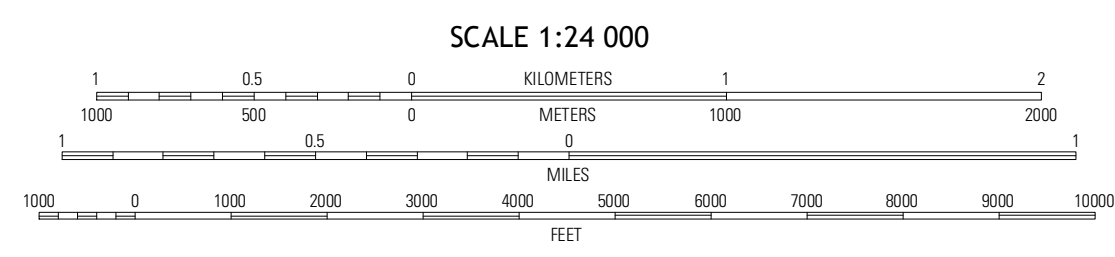 SCALE 1:24 000
1 0.5 0 KILOMETERS 1 2
1000 500 0 METERS 1000 2000
1 0.5 0 1
MILES
1000 0 1000 2000 3000 4000 5000 6000 7000 8000 9000 10000
FEET